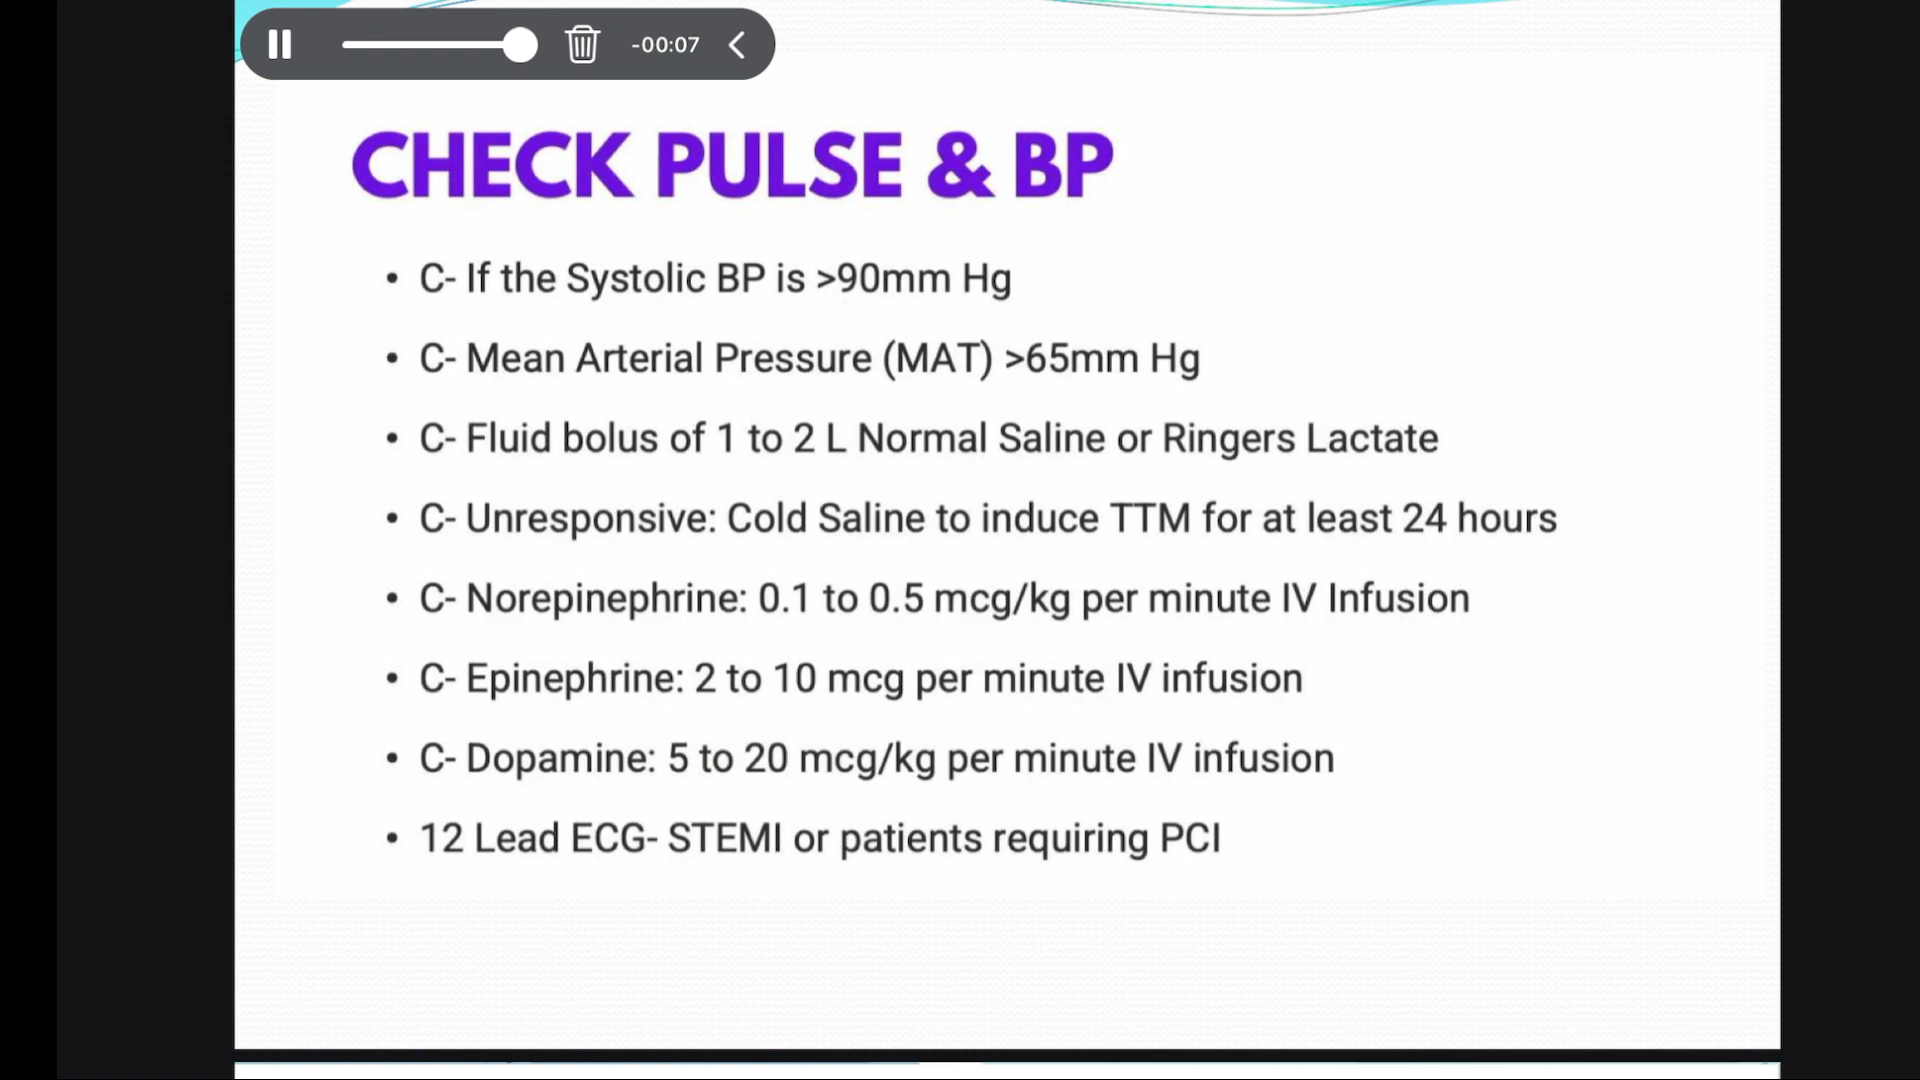 -00:07
CHECK PULSE & BP
• C- If the Systolic BP is >90mm Hg
• C- Mean Arterial Pressure (MAT) >65mm Hg
• C- Fluid bolus of 1 to 2 L Normal Saline or Ringers Lactate
• C- Unresponsive: Cold Saline to induce TTM for at least 24 hours
• C- Norepinephrine: 0.1 to 0.5 mcg/kg per minute IV Infusion
• C- Epinephrine: 2 to 10 mcg per minute IV infusion
• C- Dopamine: 5 to 20 mcg/kg per minute IV infusion
• 12 Lead ECG- STEMI or patients requiring PCI